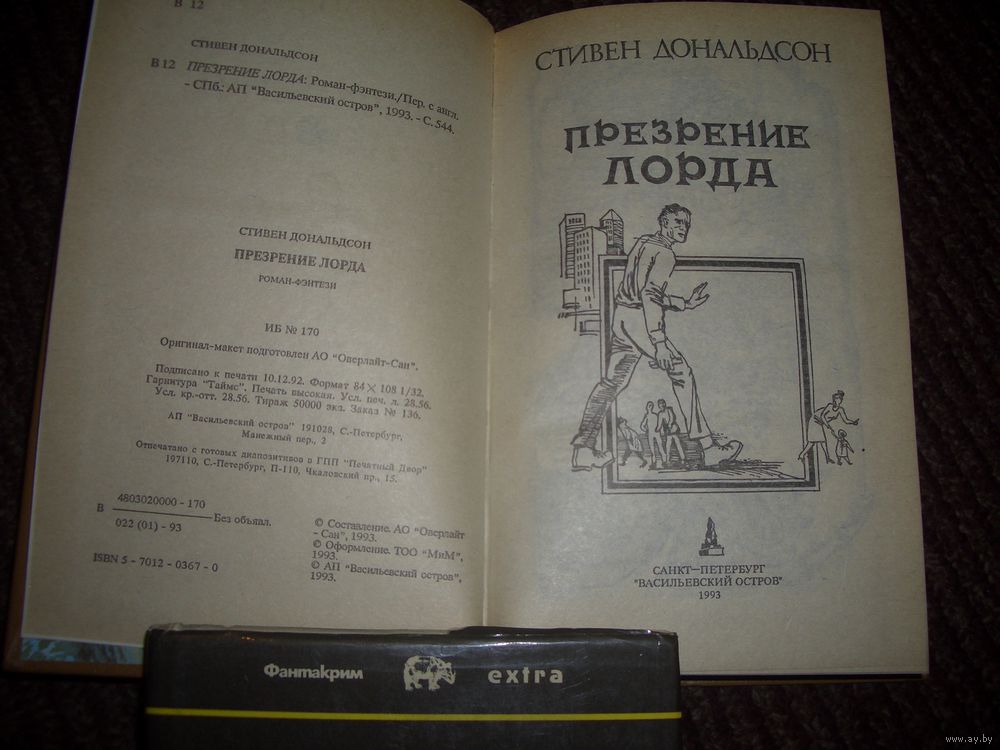 В 12
СТИВЕН ДОНАЛЬДСОН
В 12 ПРЕЗРЕНИЕ ЛОРДА: Роман-фэнтези./Пер. с англ.
- СПб.: АП "Васильевский остров", 1993. - С. 544.
СТИВЕН ДОНАЛЬДСОН
ПРЕЗРЕНИЕ ЛОРДА
РОМАН-ФЭНТЕЗИ
ИБ № 170
Оригинал-макет подготовлен АО "Оверлайт-Сан".
Подписано к печати 10.12.92. Формат 84 × 108 1/32.
Гарнитура "Таймс". Печать высокая. Усл. печ. л. 28.56.
Усл. кр.-отт. 28.56. Тираж 50000 экз. Заказ № 136.
АП "Васильевский остров" 191028, С.-Петербург,
Манежный пер., 2
Отпечатано с готовых диапозитивов в ГПП "Печатный Двор"
197110, С.-Петербург, П-110, Чкаловский пр., 15.
В 4803020000 - 170
022 (01) - 93
Без объявл.
ISBN 5 - 7012 - 0367 - 0
© Составление. АО "Оверлайт
- Сан", 1993.
© Оформление. ТОО "МиМ",
1993.
© АП "Васильевский остров",
1993.
СТИВЕН ДОНАЛЬДСОН
ПРЕЗРЕНИЕ
ЛОРДА
САНКТ-ПЕТЕРБУРГ
"ВАСИЛЬЕВСКИЙ ОСТРОВ"
1993
Фантакрим extra
www.ay.by